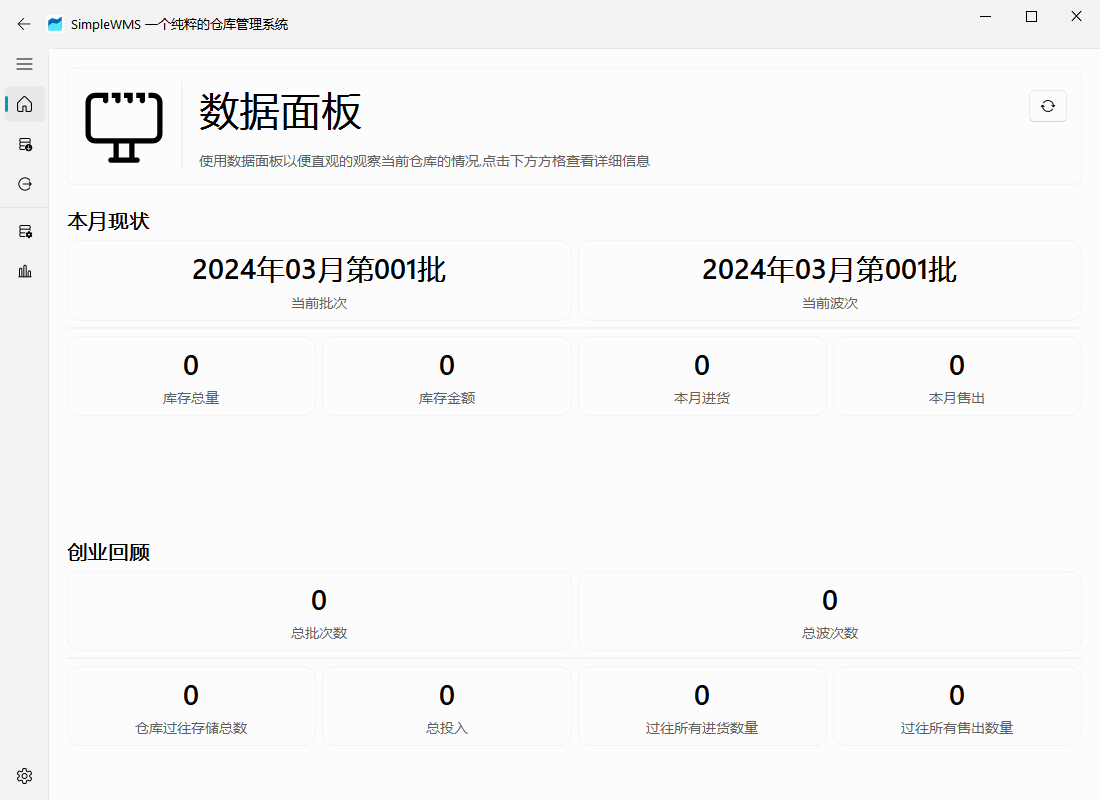 SimpleWMS 一个纯粹的仓库管理系统
数据面板
使用数据面板以便直观的观察当前仓库的情况,点击下方方格查看详细信息
本月现状
2024年03月第001批
当前批次
2024年03月第001批
当前波次
0
库存总量
0
库存金额
0
本月进货
0
本月售出
创业回顾
0
总批次数
0
总波次数
0
仓库过往存储总数
0
总投入
0
过往所有进货数量
0
过往所有售出数量